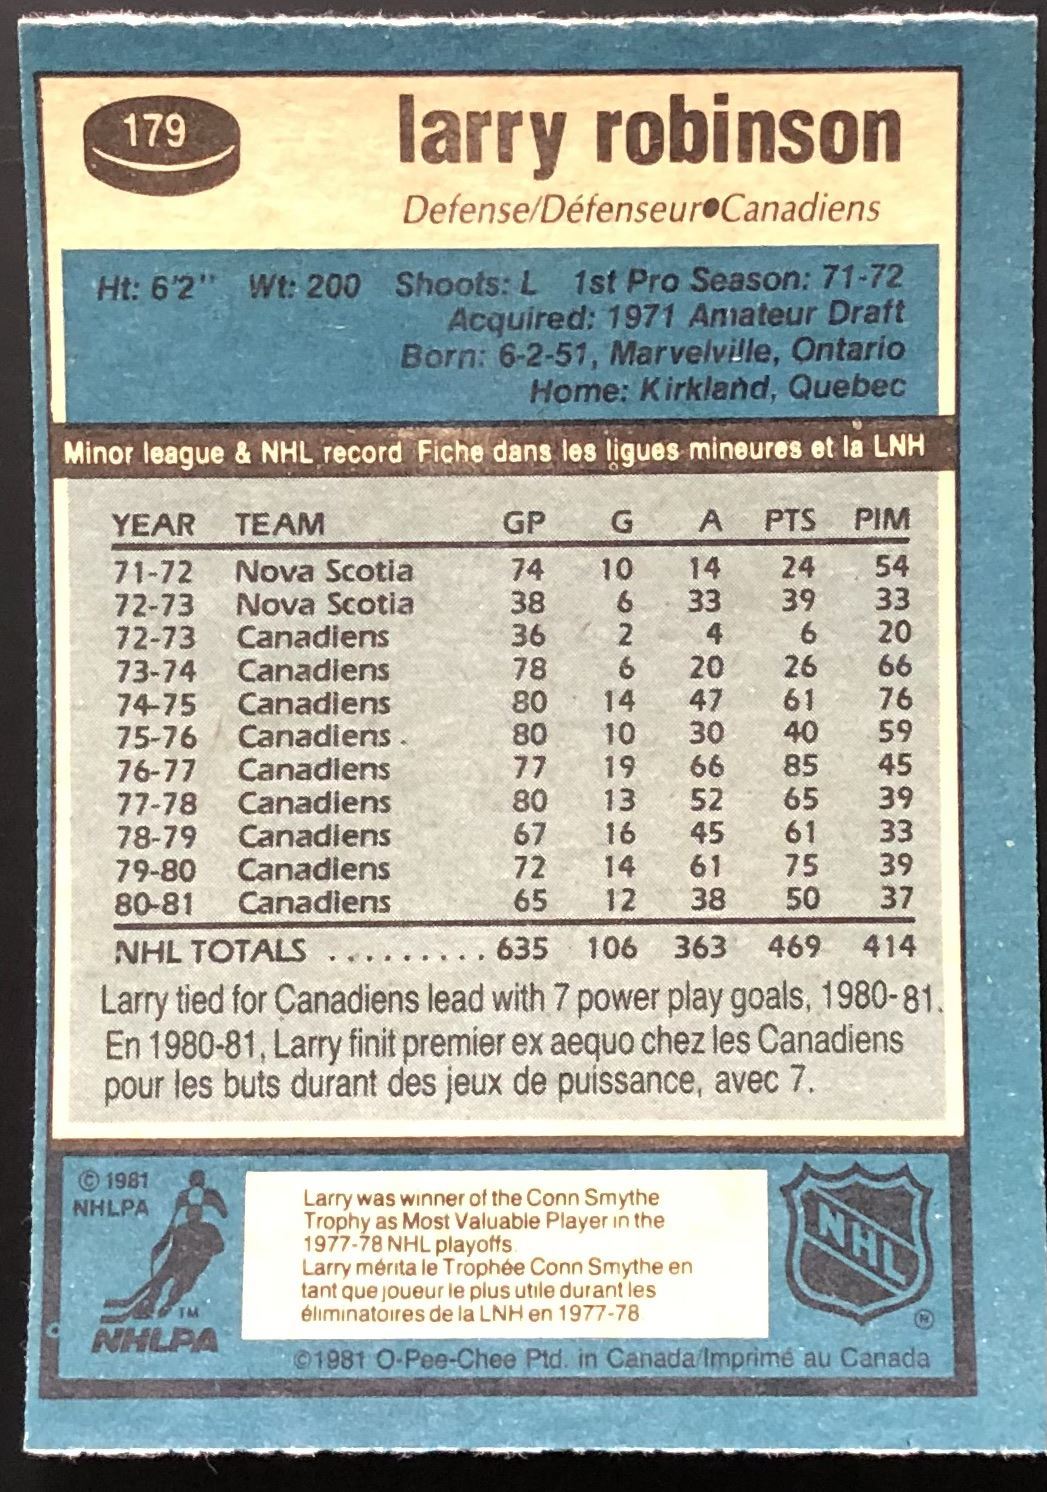 179
larry robinson
Defense/Défenseur●Canadiens
Ht: 6'2" Wt: 200 Shoots: L 1st Pro Season: 71-72
Acquired: 1971 Amateur Draft
Born: 6-2-51, Marvelville, Ontario
Home: Kirkland, Quebec
Minor league & NHL record Fiche dans les ligues mineures et la LNH
YEAR TEAM GP G A PTS PIM
71-72 Nova Scotia 74 10 14 24 54
72-73 Nova Scotia 38 6 33 39 33
72-73 Canadiens 36 2 4 6 20
73-74 Canadiens 78 6 20 26 66
74-75 Canadiens 80 14 47 61 76
75-76 Canadiens 80 10 30 40 59
76-77 Canadiens 77 19 66 85 45
77-78 Canadiens 80 13 52 65 39
78-79 Canadiens 67 16 45 61 33
79-80 Canadiens 72 14 61 75 39
80-81 Canadiens 65 12 38 50 37
NHL TOTALS ......... 635 106 363 469 414
Larry tied for Canadiens lead with 7 power play goals, 1980-81.
En 1980-81, Larry finit premier ex aequo chez les Canadiens
pour les buts durant des jeux de puissance, avec 7.
© 1981
NHLPA
TM
NHLPA
Larry was winner of the Conn Smythe
Trophy as Most Valuable Player in the
1977-78 NHL playoffs.
Larry mérita le Trophée Conn Smythe en
tant que joueur le plus utile durant les
éliminatoires de la LNH en 1977-78
NHL
®
©1981 O-Pee-Chee Ptd. in Canada/Imprimé au Canada